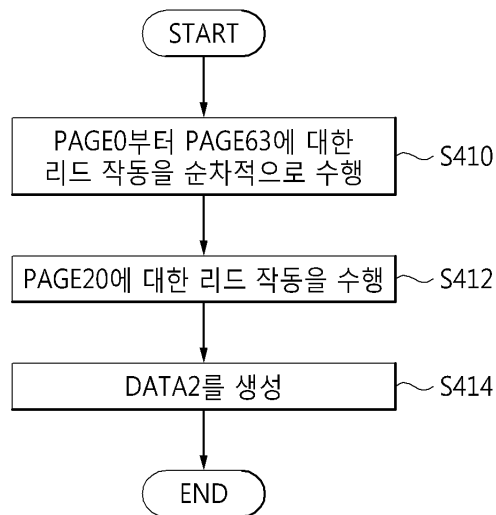 START
PAGE0부터 PAGE63에 대한
리드 작동을 순차적으로 수행
S410
PAGE20에 대한 리드 작동을 수행
S412
DATA2를 생성
S414
END